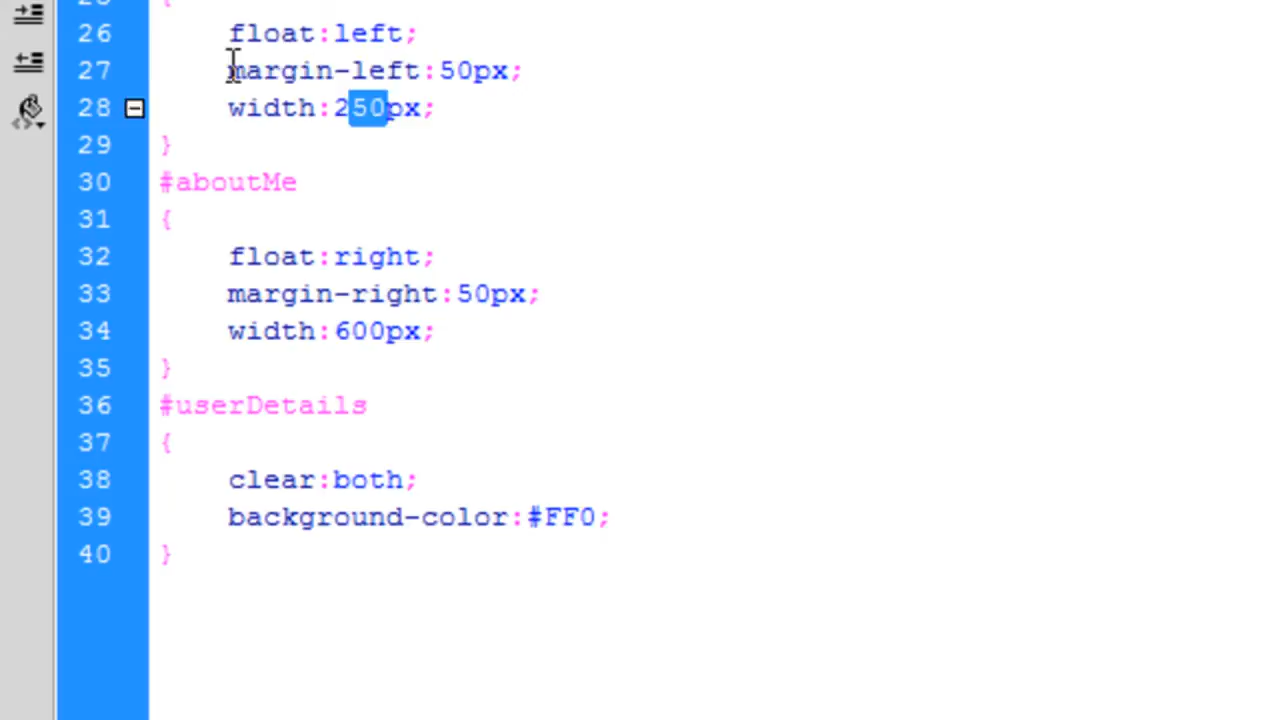 {
26 float:left;
27 margin-left:50px;
28 width:250px;
29 }
30 #aboutMe
31 {
32 float:right;
33 margin-right:50px;
34 width:600px;
35 }
36 #userDetails
37 {
38 clear:both;
39 background-color:#FF0;
40 }